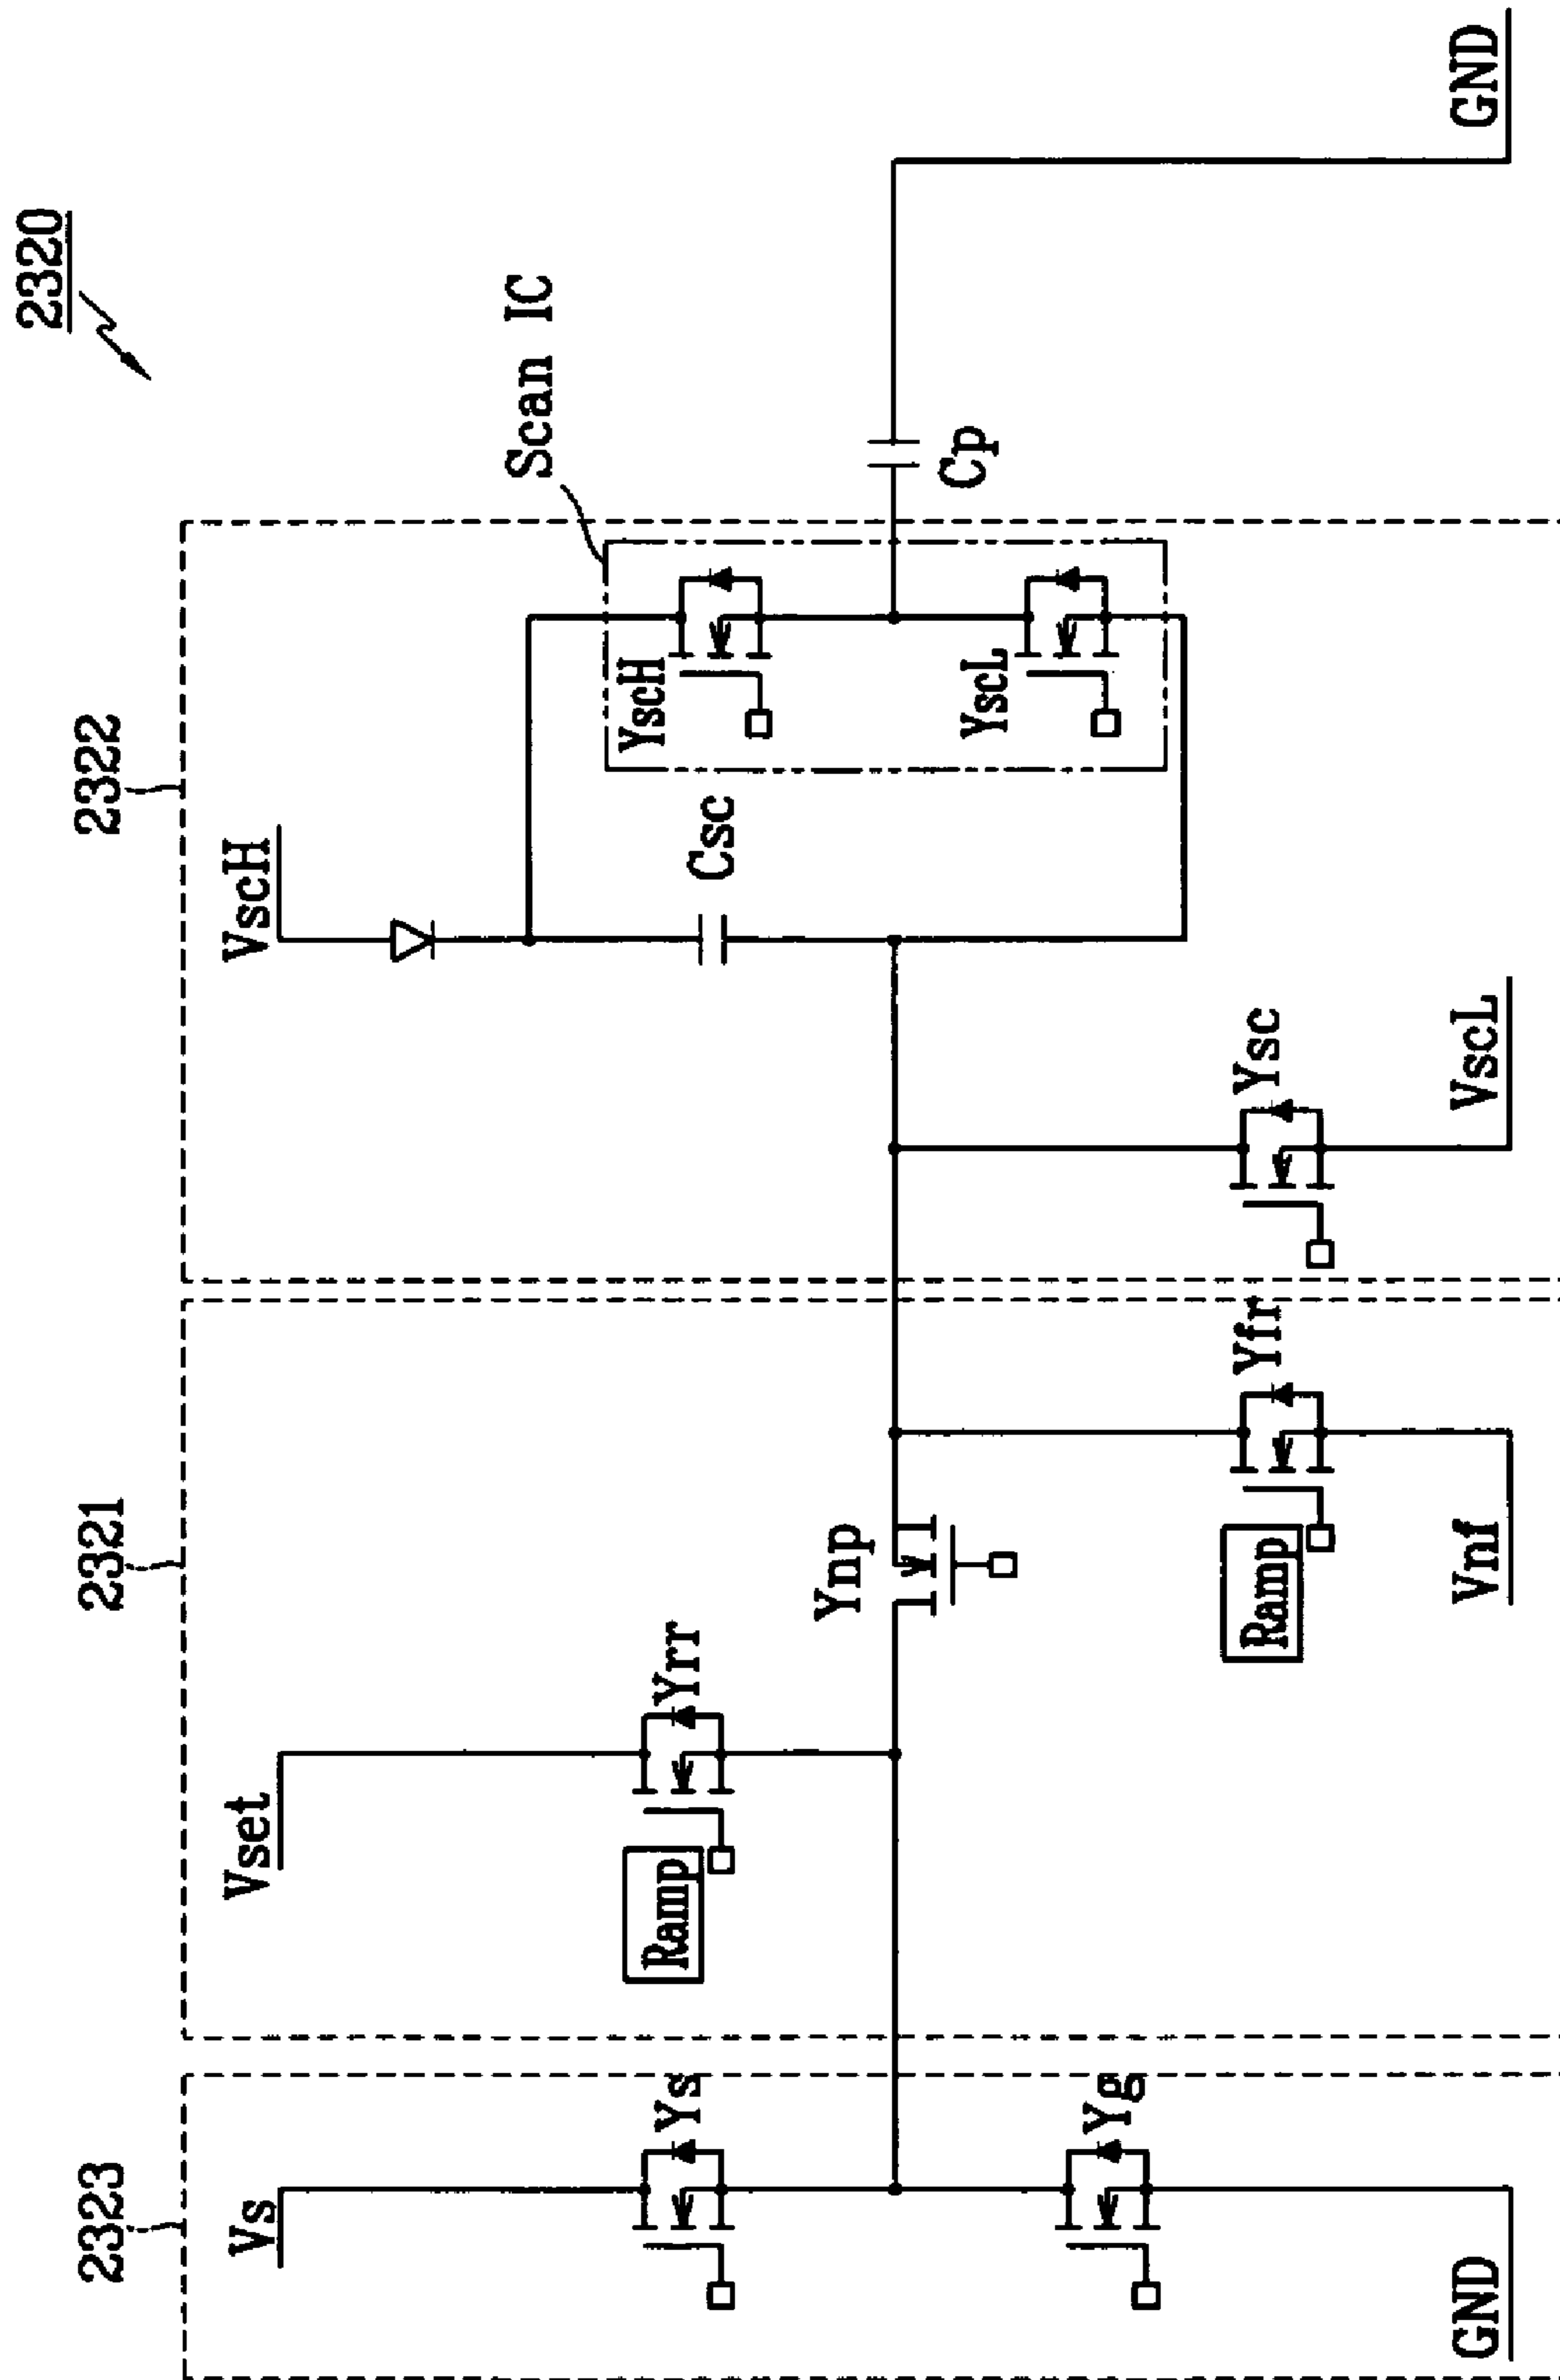 2320
2323
2321
2322
Vs
Vset
VscH
Scan IC
Ys
Yrr
YscH
Ramp
Csc
Ynp
Cp
YscL
Yg
Yfr
Ysc
Ramp
GND
Vnf
VscL
GND